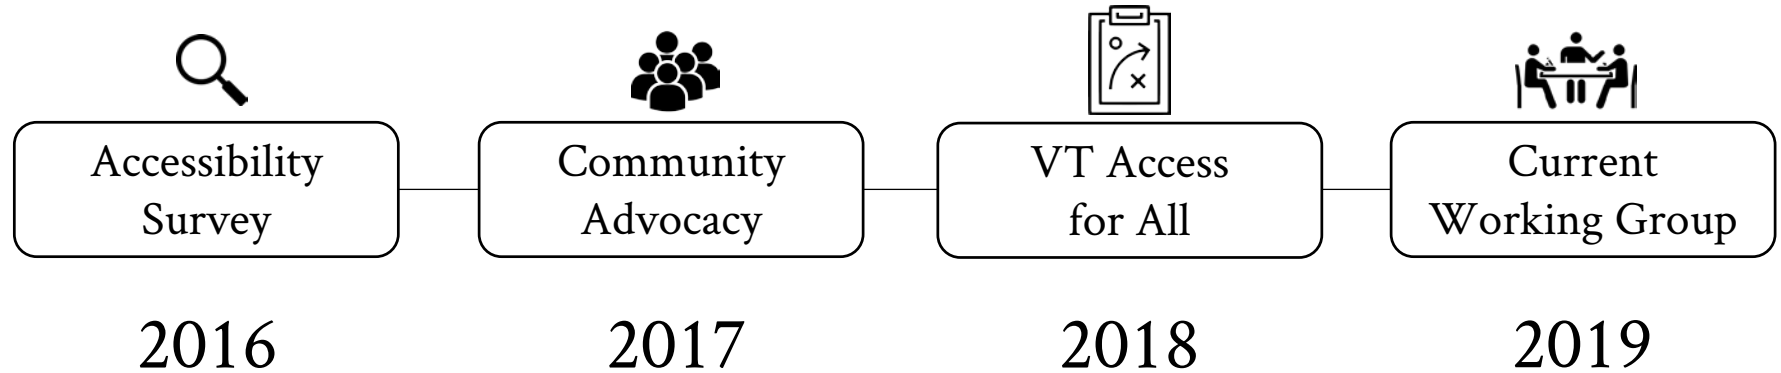 Accessibility
Survey
Community
Advocacy
VT Access
for All
Current
Working Group
2016
2017
2018
2019